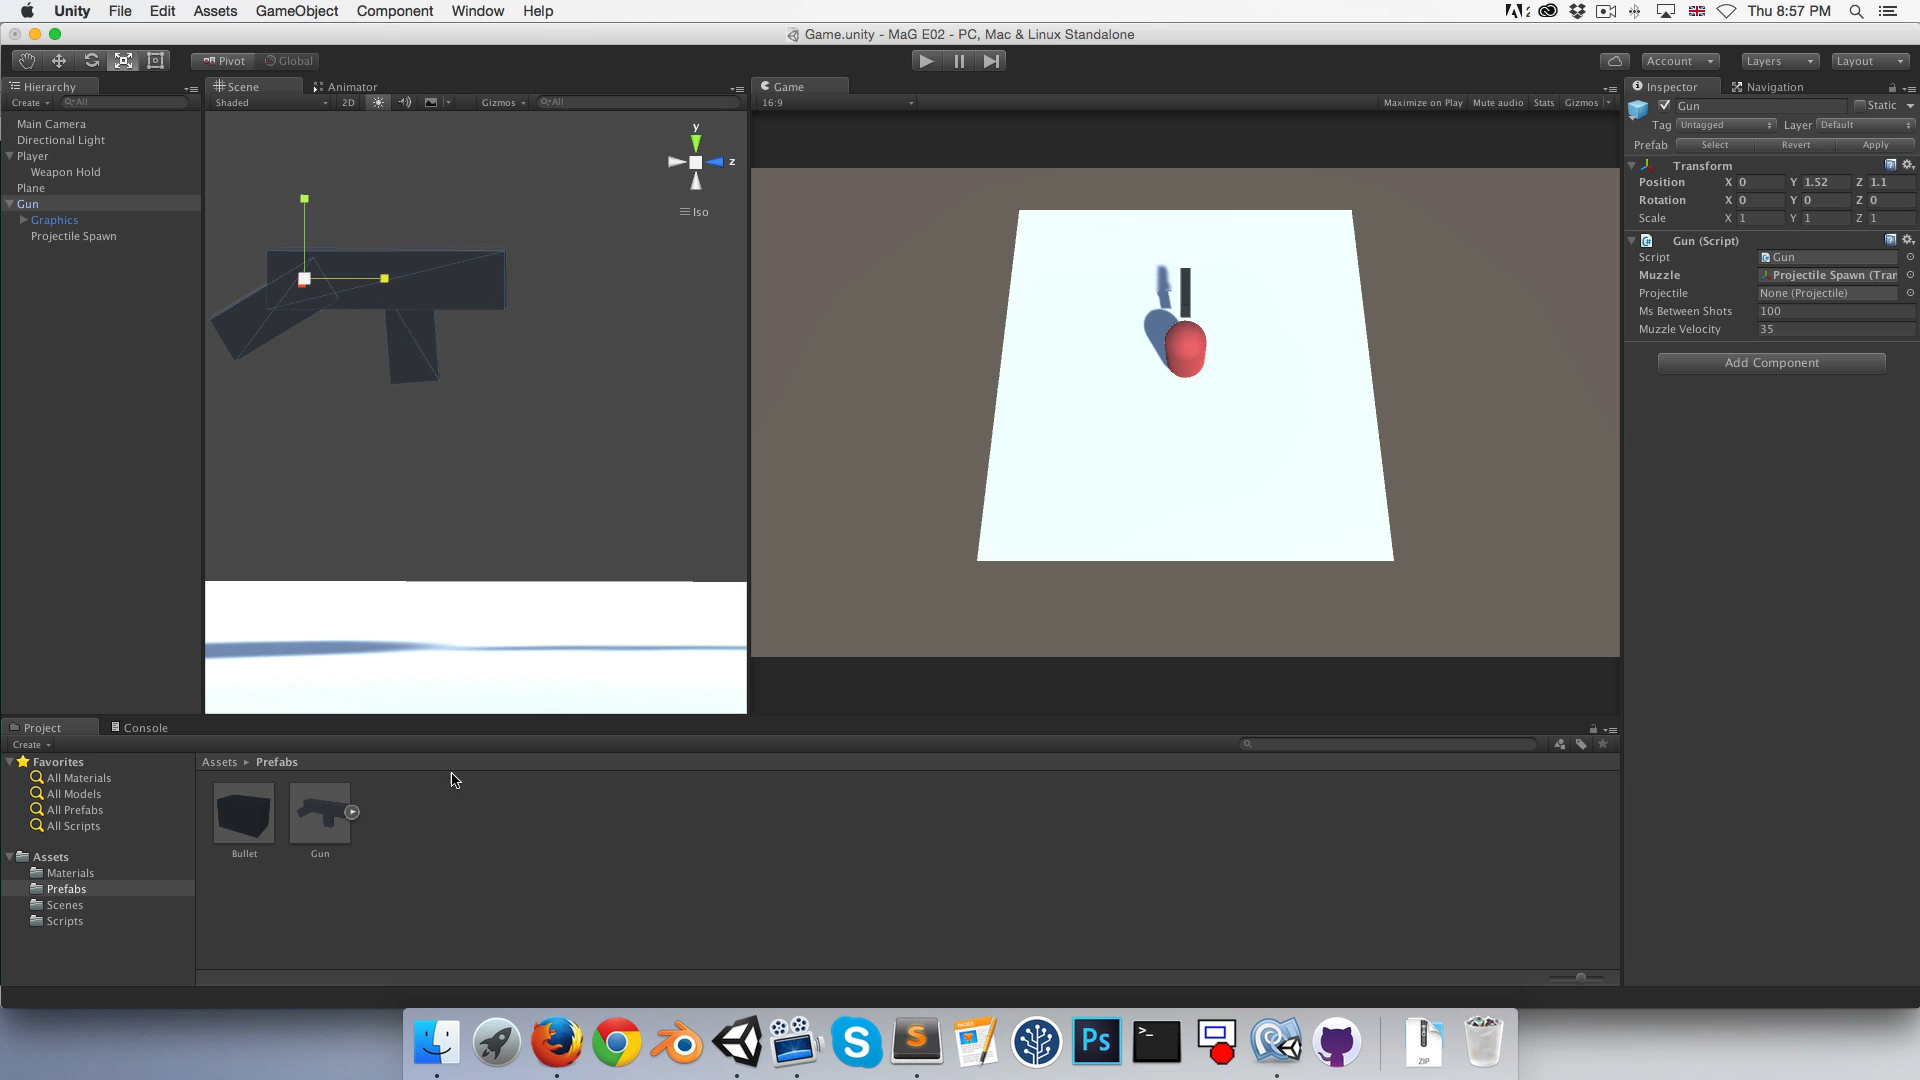 Unity File Edit Assets GameObject Component Window Help Thu 8:57 PM
Game.unity - MaG E02 - PC, Mac & Linux Standalone
Pivot Global Account Layers Layout
Hierarchy Scene Animator Game Inspector Navigation
Create All Shaded 2D Gizmos All 16:9 Maximize on Play Mute audio Stats Gizmos Gun Static
Main Camera
Directional Light
Player
Weapon Hold
Plane
Gun
Graphics
Projectile Spawn
y
z
Iso
Tag Untagged Layer Default
Prefab Select Revert Apply
Transform
Position X 0 Y 1.52 Z 1.1
Rotation X 0 Y 0 Z 0
Scale X 1 Y 1 Z 1
Gun (Script)
Script Gun
Muzzle Projectile Spawn (Tran
Projectile None (Projectile)
Ms Between Shots 100
Muzzle Velocity 35
Add Component
Project Console
Create
Favorites
All Materials
All Models
All Prefabs
All Scripts
Assets
Materials
Prefabs
Scenes
Scripts
Assets Prefabs
Bullet Gun
PAGES
Ps
>_
ZIP